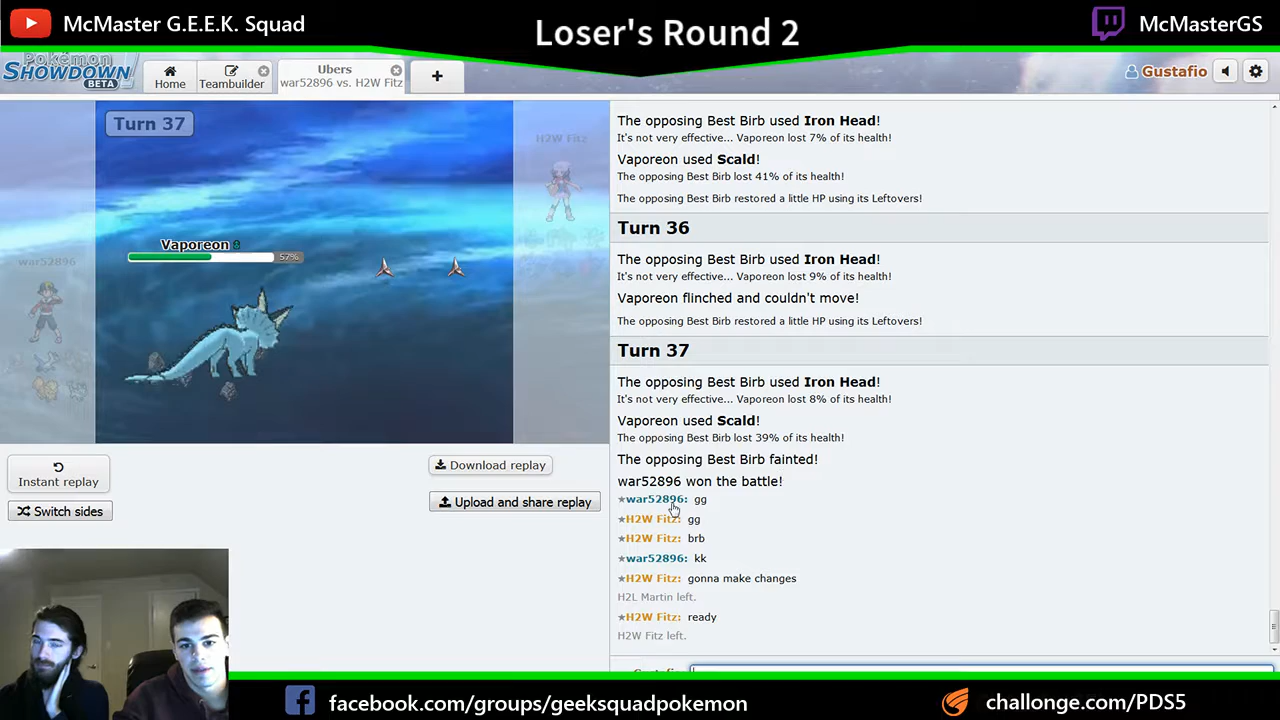 McMaster G.E.E.K. Squad
Loser's Round 2
McMasterGS
Pokémon
SHOWDOWN
BETA
Home
Teambuilder
Ubers
war52896 vs. H2W Fitz
+
Gustafio
Turn 37
H2W Fitz
Vaporeon
57%
war52896
Instant replay
Switch sides
Download replay
Upload and share replay
The opposing Best Birb used Iron Head!
It's not very effective... Vaporeon lost 7% of its health!
Vaporeon used Scald!
The opposing Best Birb lost 41% of its health!
The opposing Best Birb restored a little HP using its Leftovers!
Turn 36
The opposing Best Birb used Iron Head!
It's not very effective... Vaporeon lost 9% of its health!
Vaporeon flinched and couldn't move!
The opposing Best Birb restored a little HP using its Leftovers!
Turn 37
The opposing Best Birb used Iron Head!
It's not very effective... Vaporeon lost 8% of its health!
Vaporeon used Scald!
The opposing Best Birb lost 39% of its health!
The opposing Best Birb fainted!
war52896 won the battle!
★war52896: gg
★H2W Fitz: gg
★H2W Fitz: brb
★war52896: kk
★H2W Fitz: gonna make changes
H2L Martin left.
★H2W Fitz: ready
H2W Fitz left.
facebook.com/groups/geeksquadpokemon
challonge.com/PDS5